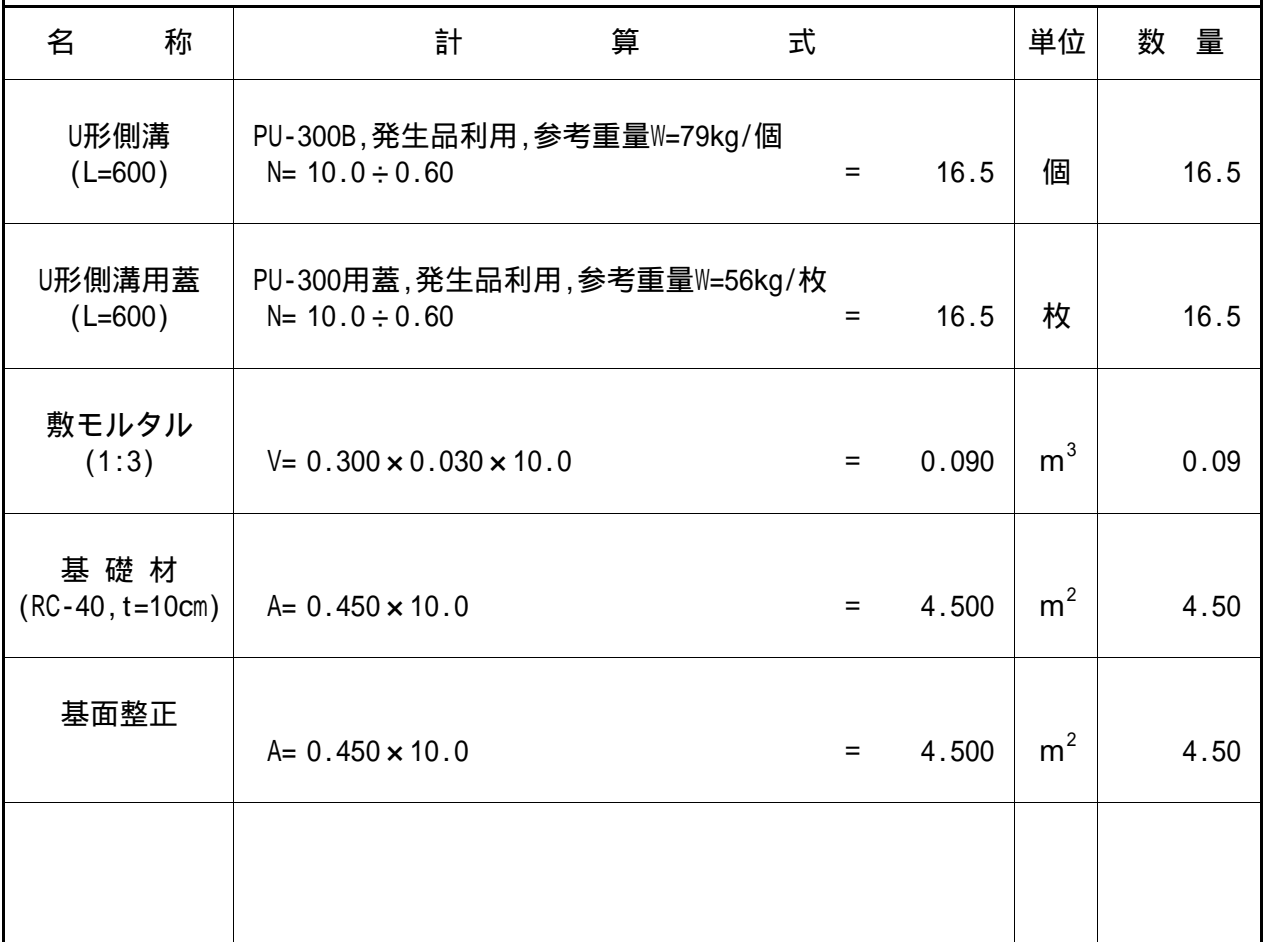 名 称 計 算 式 単位 数 量
U形側溝 PU-300B,発生品利用,参考重量W=79kg/個
(L=600) N= 10.0÷0.60 = 16.5 個 16.5
U形側溝用蓋 PU-300用蓋,発生品利用,参考重量W=56kg/枚
(L=600) N= 10.0÷0.60 = 16.5 枚 16.5
敷モルタル
(1:3) V= 0.300×0.030×10.0 = 0.090 m³ 0.09
基 礎 材
(RC-40,t=10cm) A= 0.450×10.0 = 4.500 m² 4.50
基面整正
A= 0.450×10.0 = 4.500 m² 4.50